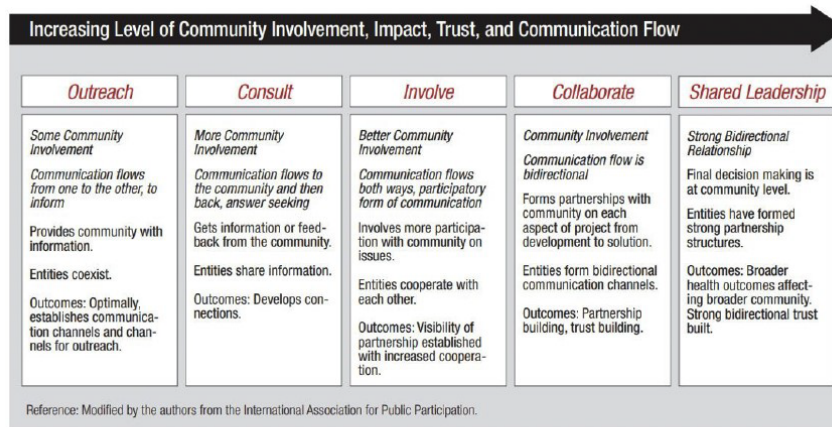 Increasing Level of Community Involvement, Impact, Trust, and Communication Flow
Outreach
Some Community
Involvement
Communication flows
from one to the other, to
inform
Provides community with
information.
Entities coexist.
Outcomes: Optimally,
establishes communica-
tion channels and chan-
nels for outreach.
Consult
More Community
Involvement
Communication flows to
the community and then
back, answer seeking
Gets information or feed-
back from the community.
Entities share information.
Outcomes: Develops con-
nections.
Involve
Better Community
Involvement
Communication flows
both ways, participatory
form of communication
Involves more participa-
tion with community on
issues.
Entities cooperate with
each other.
Outcomes: Visibility of
partnership established
with increased coopera-
tion.
Collaborate
Community Involvement
Communication flow is
bidirectional
Forms partnerships with
community on each
aspect of project from
development to solution.
Entities form bidirectional
communication channels.
Outcomes: Partnership
building, trust building.
Shared Leadership
Strong Bidirectional
Relationship
Final decision making is
at community level.
Entities have formed
strong partnership
structures.
Outcomes: Broader
health outcomes affect-
ing broader community.
Strong bidirectional trust
built.
Reference: Modified by the authors from the International Association for Public Participation.